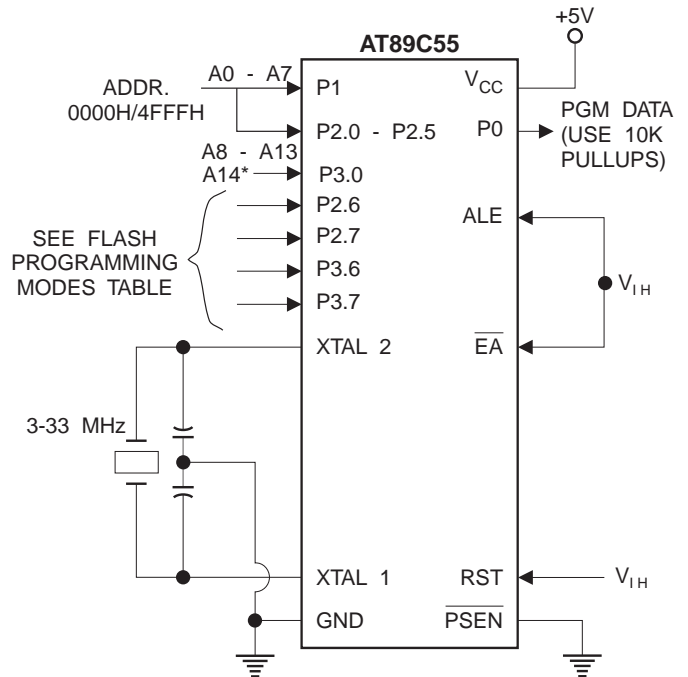 +5V
AT89C55
ADDR.
0000H/4FFFH
A0 - A7
P1
P2.0 - P2.5
A8 - A13
A14*
P3.0
P2.6
P2.7
P3.6
P3.7
SEE FLASH
PROGRAMMING
MODES TABLE
XTAL 2
3-33 MHz
XTAL 1
GND
VCC
P0
PGM DATA
(USE 10K
PULLUPS)
ALE
VIH
EA
RST
VIH
PSEN